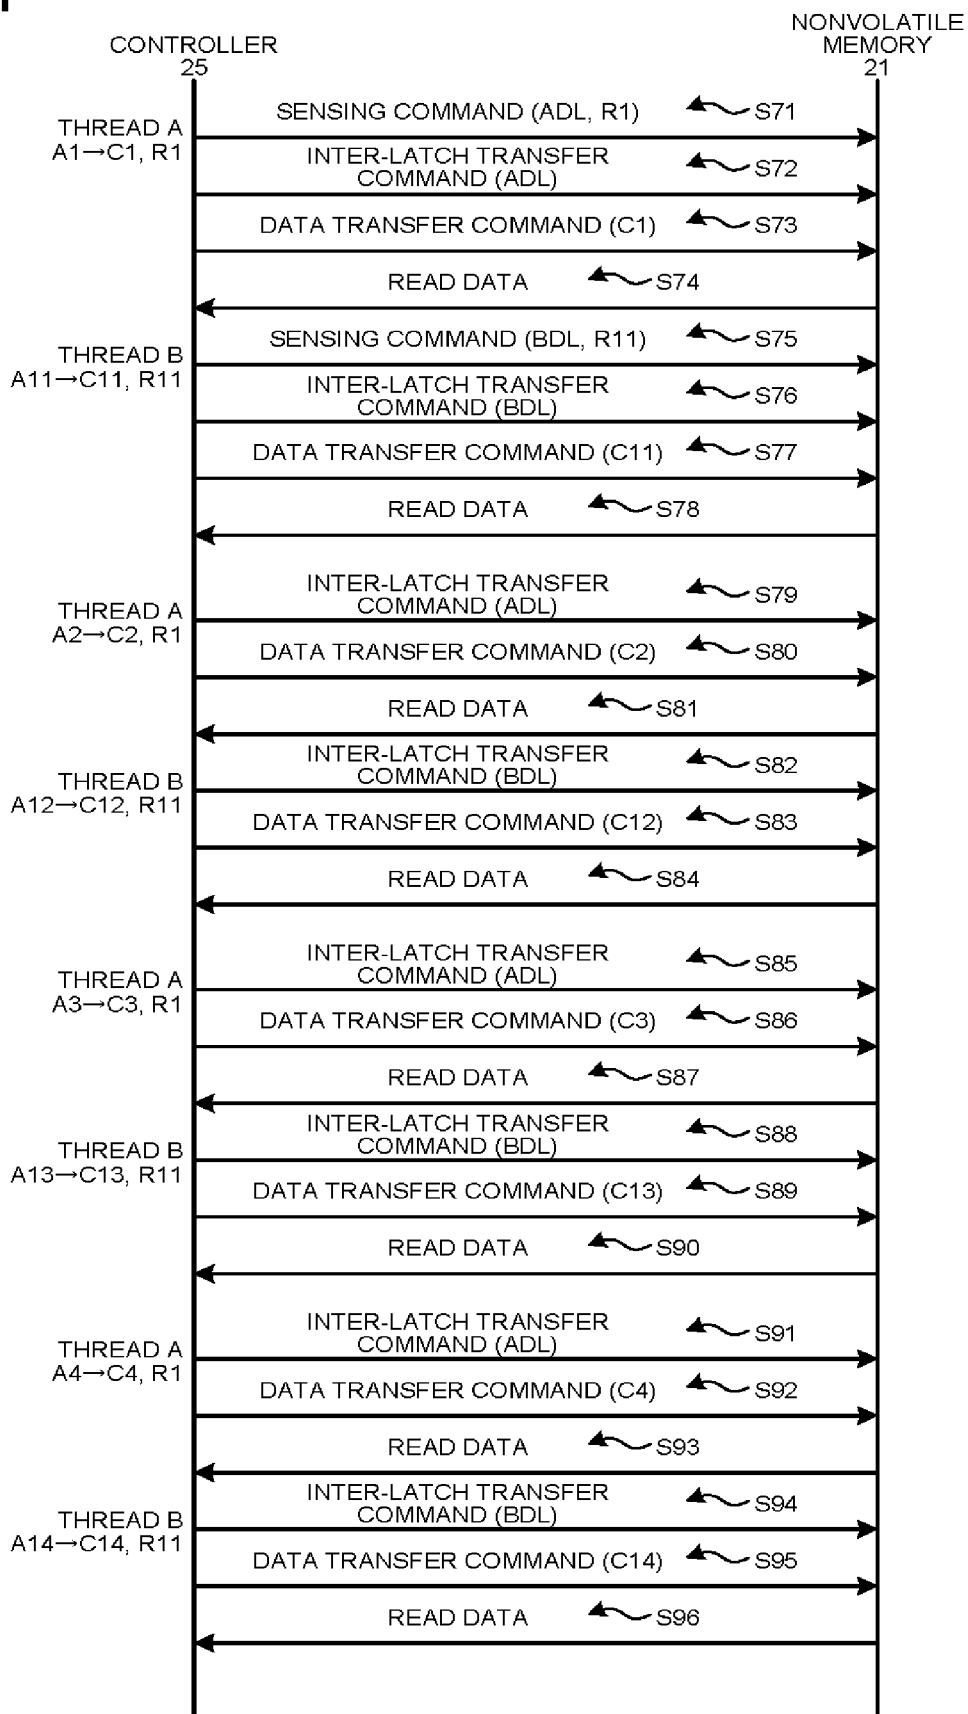 CONTROLLER
25
NONVOLATILE
MEMORY
21
SENSING COMMAND (ADL, R1)
S71
THREAD A
A1→C1, R1
INTER-LATCH TRANSFER
COMMAND (ADL)
S72
DATA TRANSFER COMMAND (C1)
S73
READ DATA
S74
SENSING COMMAND (BDL, R11)
S75
THREAD B
A11→C11, R11
INTER-LATCH TRANSFER
COMMAND (BDL)
S76
DATA TRANSFER COMMAND (C11)
S77
READ DATA
S78
INTER-LATCH TRANSFER
COMMAND (ADL)
S79
THREAD A
A2→C2, R1
DATA TRANSFER COMMAND (C2)
S80
READ DATA
S81
INTER-LATCH TRANSFER
COMMAND (BDL)
S82
THREAD B
A12→C12, R11
DATA TRANSFER COMMAND (C12)
S83
READ DATA
S84
INTER-LATCH TRANSFER
COMMAND (ADL)
S85
THREAD A
A3→C3, R1
DATA TRANSFER COMMAND (C3)
S86
READ DATA
S87
INTER-LATCH TRANSFER
COMMAND (BDL)
S88
THREAD B
A13→C13, R11
DATA TRANSFER COMMAND (C13)
S89
READ DATA
S90
INTER-LATCH TRANSFER
COMMAND (ADL)
S91
THREAD A
A4→C4, R1
DATA TRANSFER COMMAND (C4)
S92
READ DATA
S93
INTER-LATCH TRANSFER
COMMAND (BDL)
S94
THREAD B
A14→C14, R11
DATA TRANSFER COMMAND (C14)
S95
READ DATA
S96